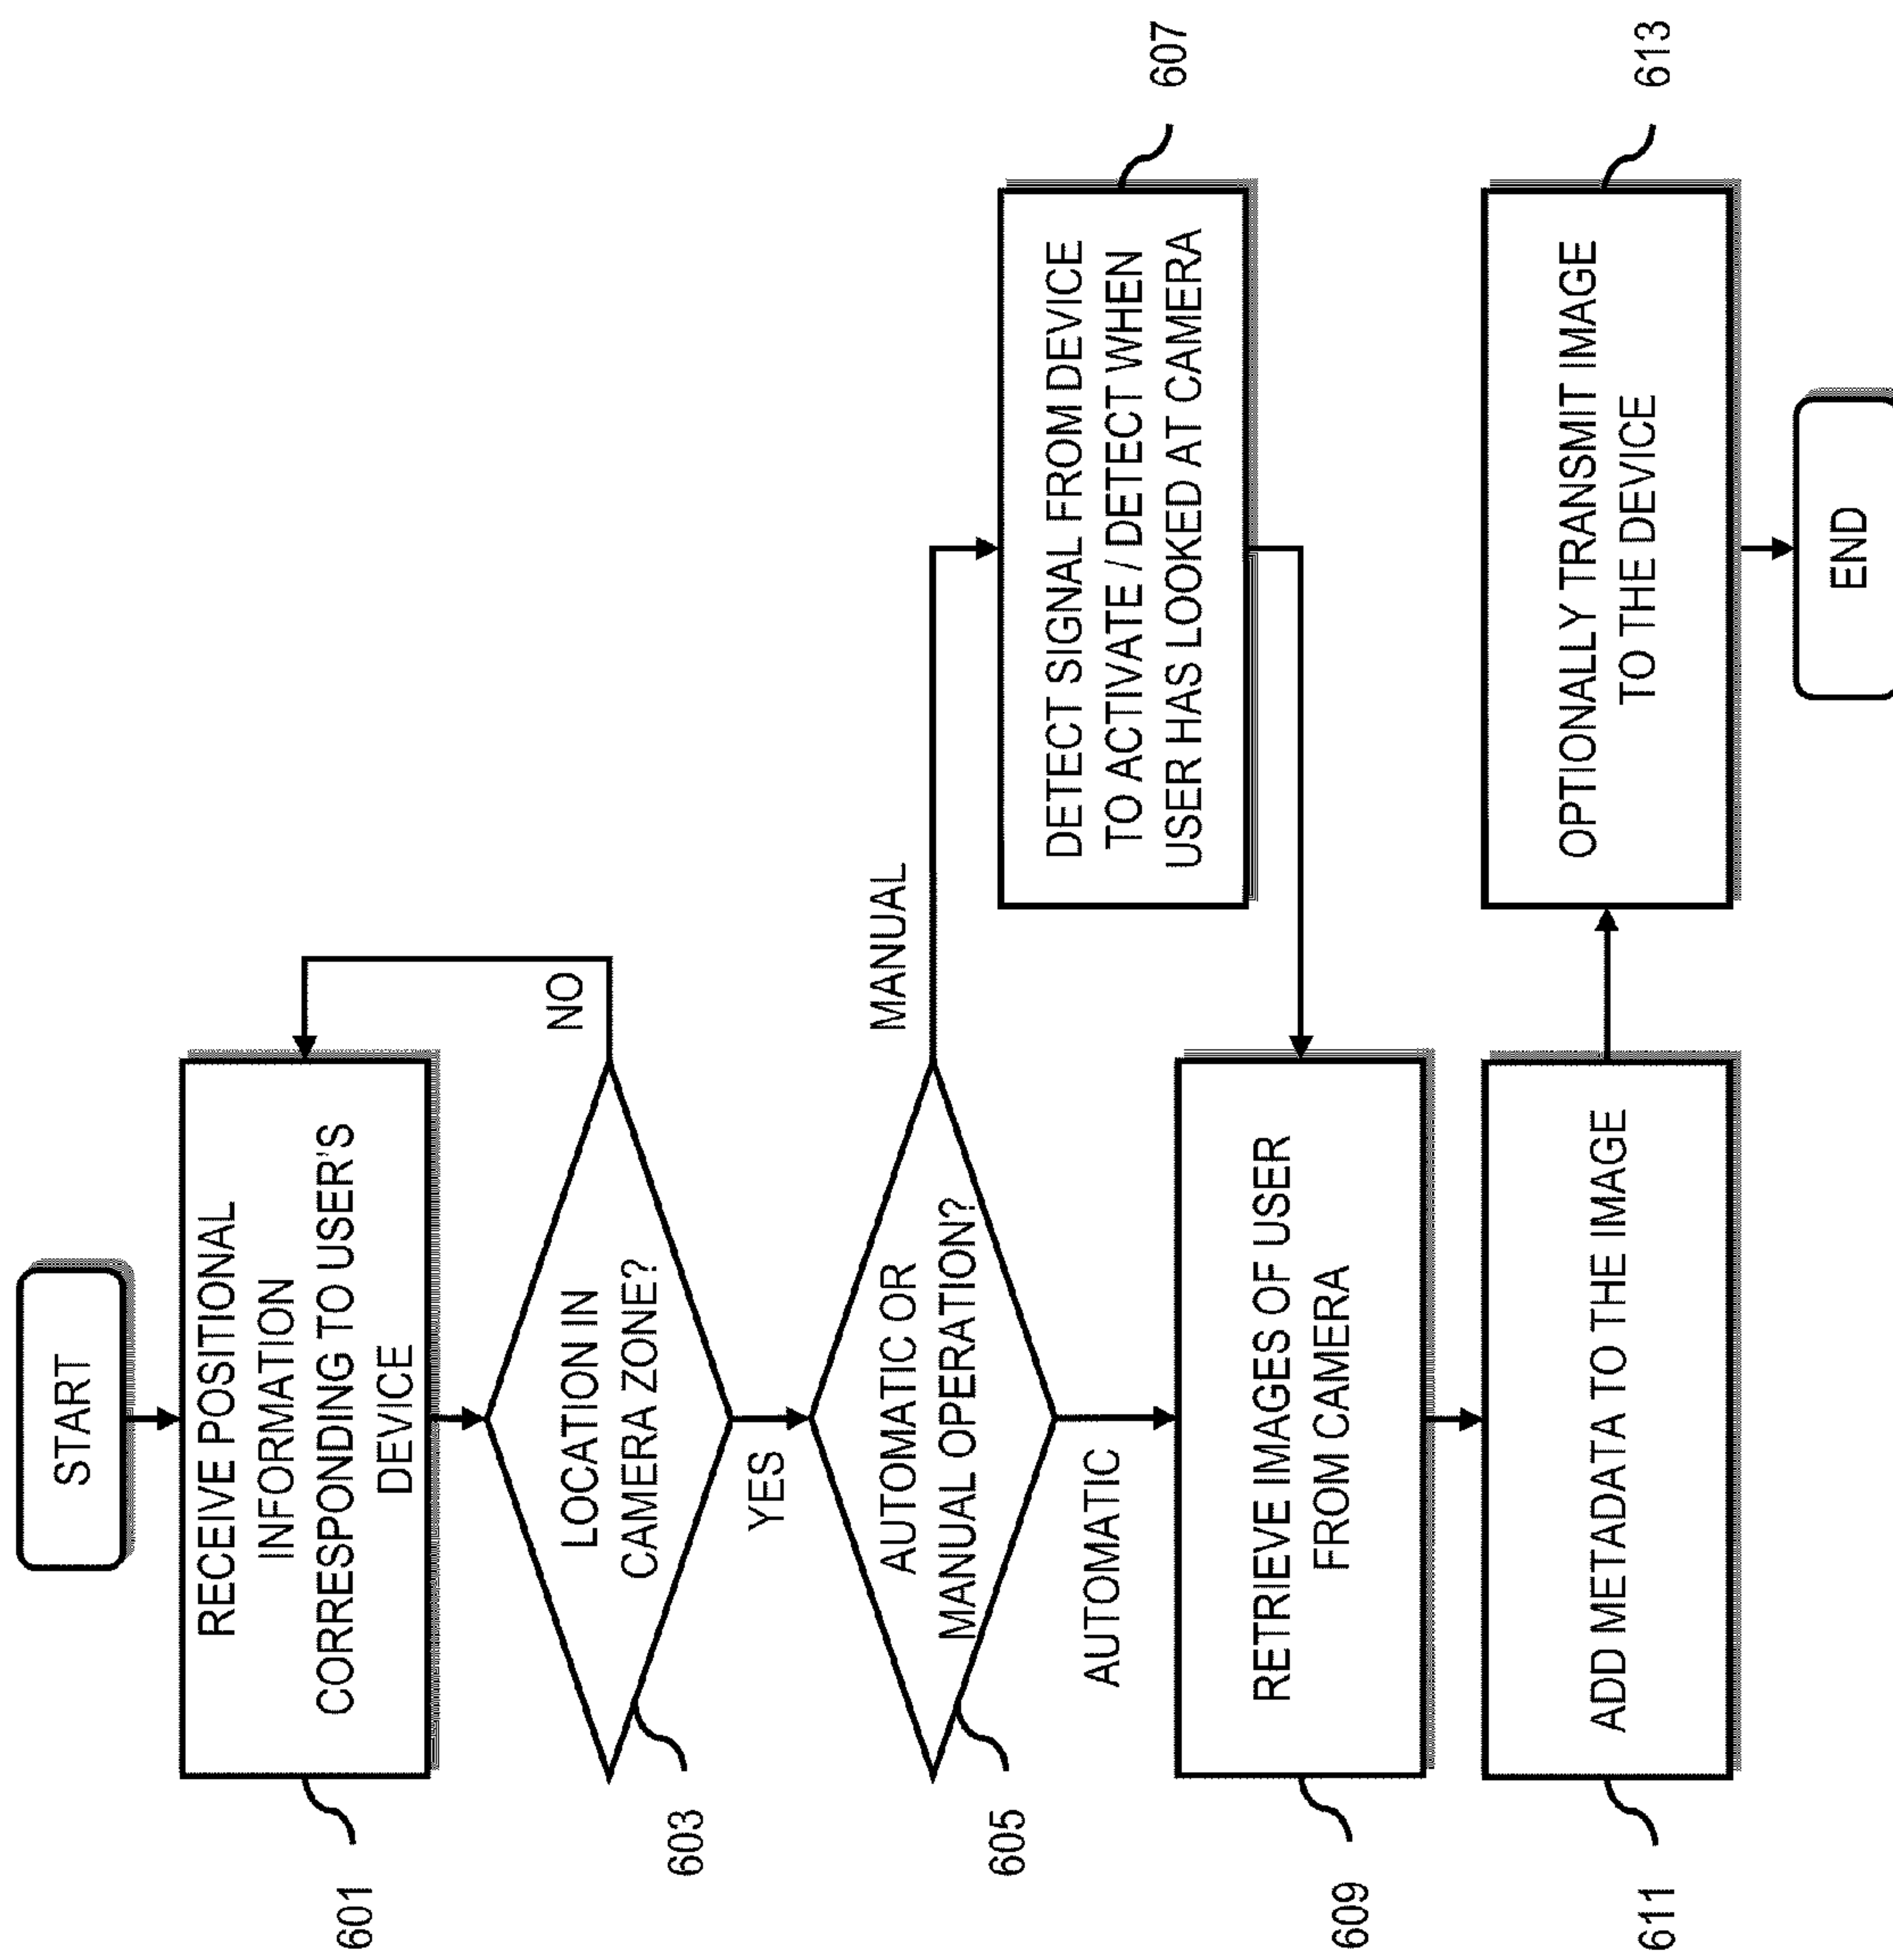 START
RECEIVE POSITIONAL
INFORMATION
CORRESPONDING TO USER'S
DEVICE
601
LOCATION IN
CAMERA ZONE?
603
NO
YES
AUTOMATIC OR
MANUAL OPERATION?
605
MANUAL
AUTOMATIC
DETECT SIGNAL FROM DEVICE
TO ACTIVATE / DETECT WHEN
USER HAS LOOKED AT CAMERA
607
RETRIEVE IMAGES OF USER
FROM CAMERA
609
ADD METADATA TO THE IMAGE
611
OPTIONALLY TRANSMIT IMAGE
TO THE DEVICE
613
END